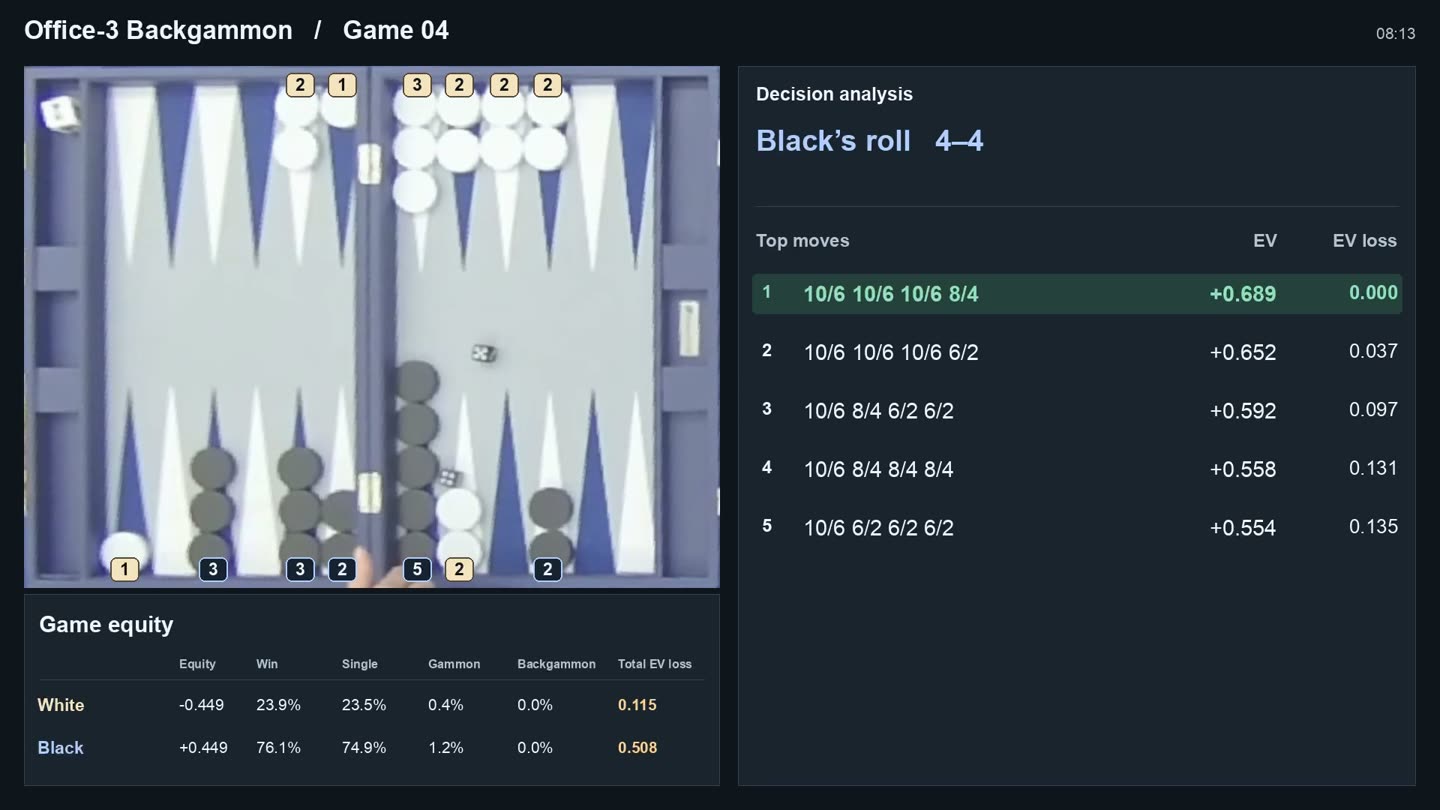 Office-3 Backgammon / Game 04
08:13
2 1 3 2 2 2
1 3 3 2 5 2 2
Decision analysis
Black’s roll 4–4
Top moves EV EV loss
1 10/6 10/6 10/6 8/4 +0.689 0.000
2 10/6 10/6 10/6 6/2 +0.652 0.037
3 10/6 8/4 6/2 6/2 +0.592 0.097
4 10/6 8/4 8/4 8/4 +0.558 0.131
5 10/6 6/2 6/2 6/2 +0.554 0.135
Game equity
Equity Win Single Gammon Backgammon Total EV loss
White -0.449 23.9% 23.5% 0.4% 0.0% 0.115
Black +0.449 76.1% 74.9% 1.2% 0.0% 0.508